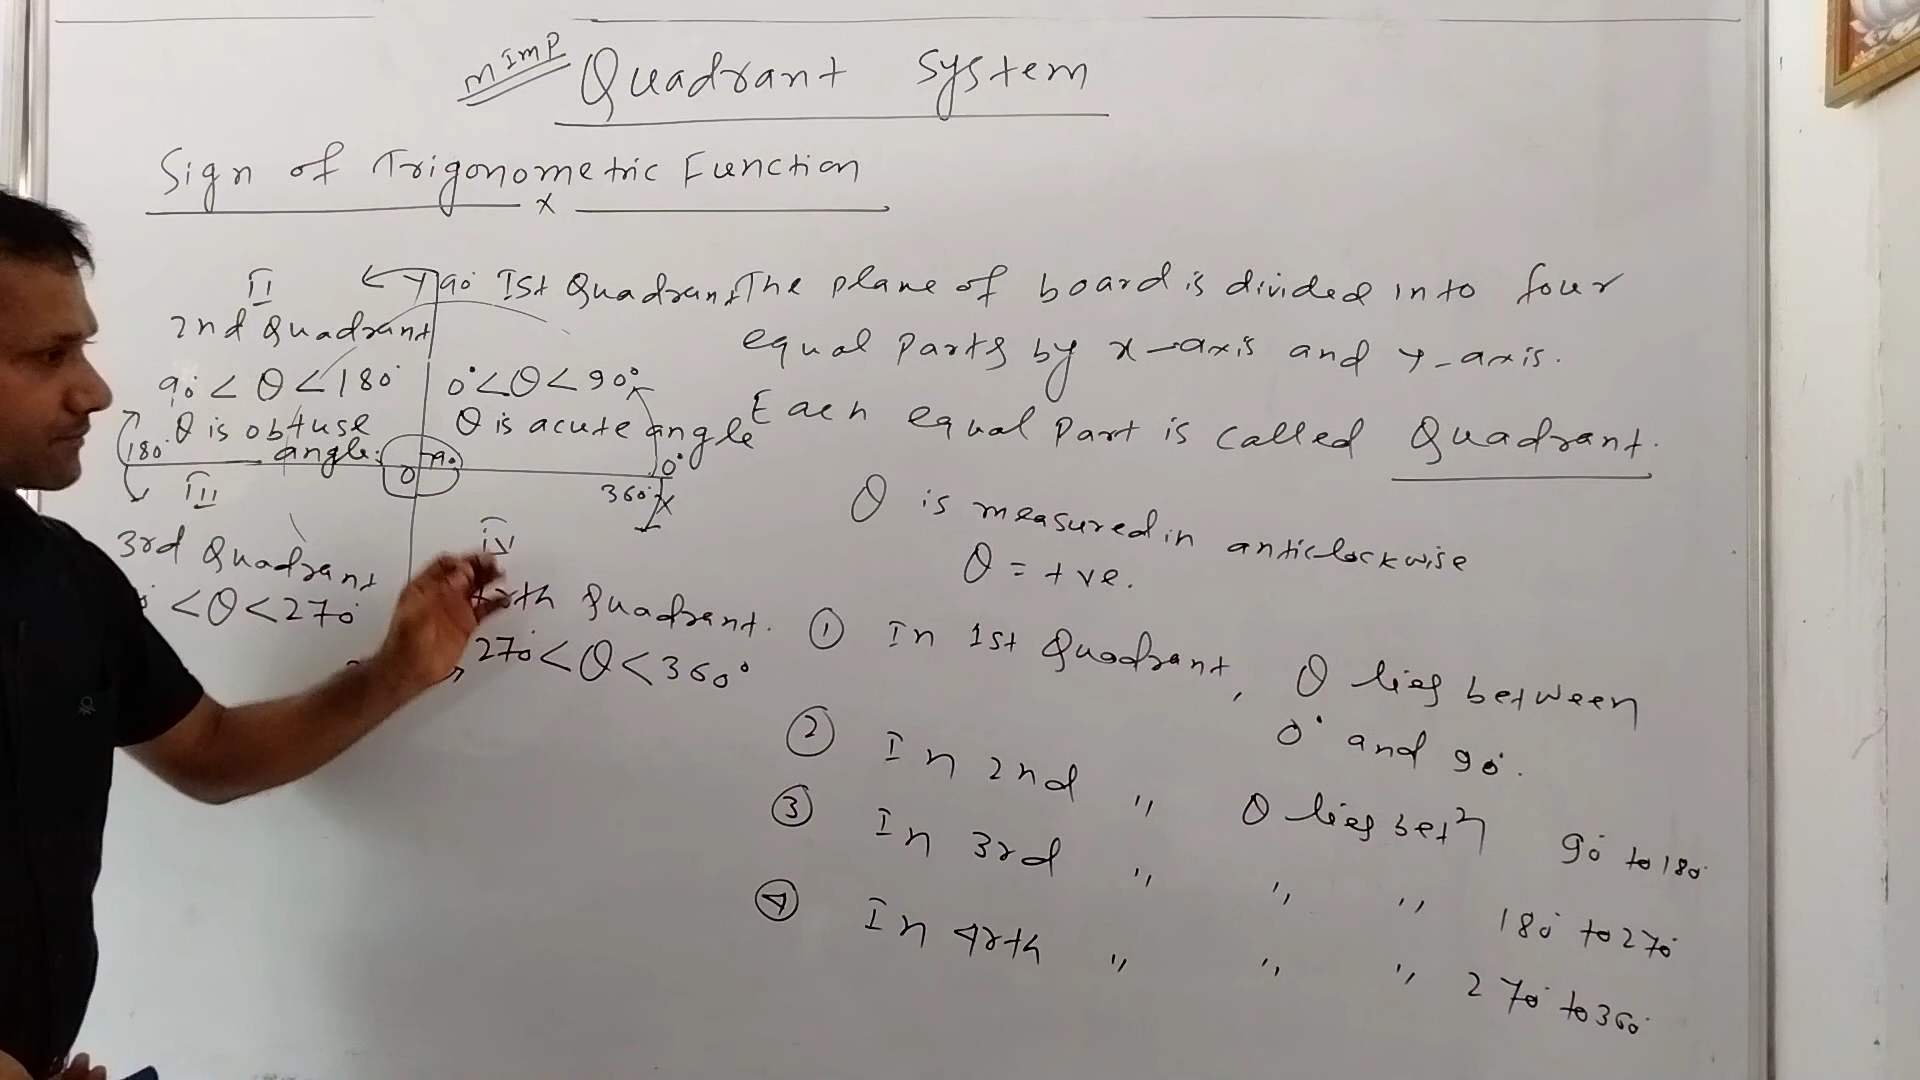 M IMP
Quadrant System
Sign of Trigonometric Function
x
II
Y 90° Ist Quadrant
2nd Quadrant
90° < θ < 180°
0° < θ < 90°
θ is obtuse angle.
θ is acute angle
180°
0
90
0°
360°
X
III
3rd Quadrant
< θ < 270°
IV
Quadrant.
270° < θ < 360°
The plane of board is divided into four
equal parts by x-axis and y-axis.
Each equal part is called Quadrant.
θ is measured in anticlockwise
θ = +ve.
① In 1st Quadrant, θ lies between
0° and 90°.
② In 2nd " θ lies betn 90° to 180°
③ In 3rd " " " 180° to 270°
④ In 4rth " " " 270° to 360°